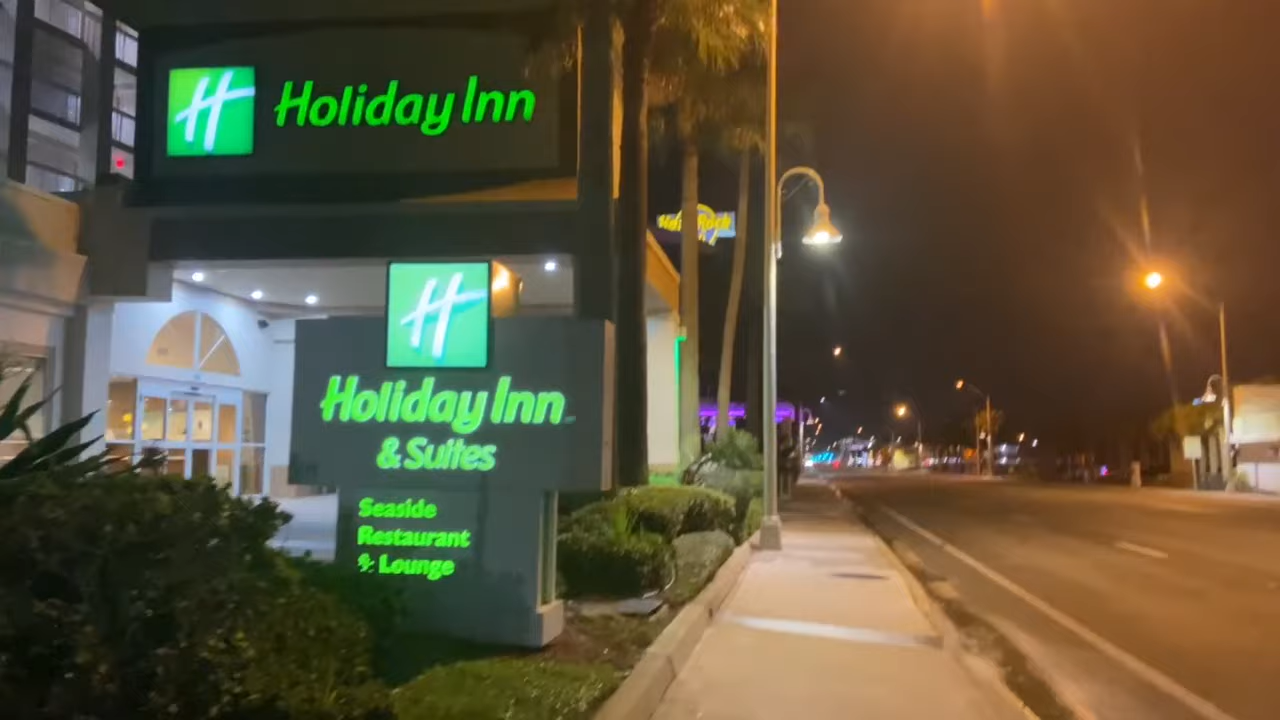 H Holiday Inn
Hard Rock
H
Holiday Inn
& Suites
Seaside
Restaurant
& Lounge